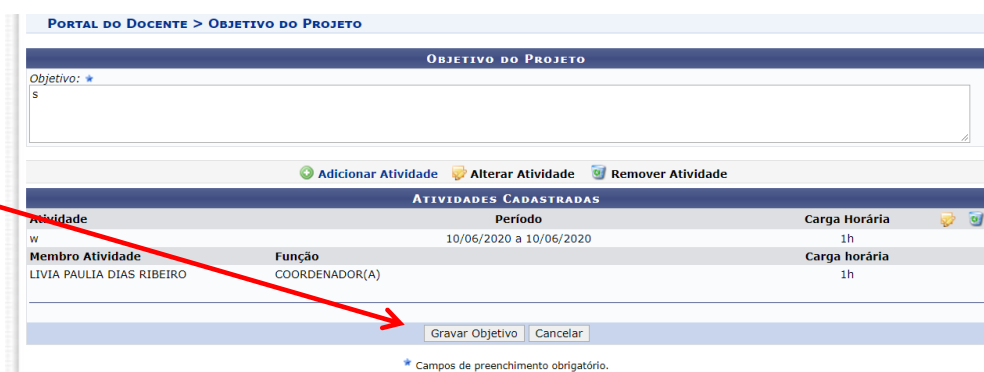 PORTAL DO DOCENTE > OBJETIVO DO PROJETO
OBJETIVO DO PROJETO
Objetivo:
s
Adicionar Atividade Alterar Atividade Remover Atividade
ATIVIDADES CADASTRADAS
Atividade Período Carga Horária
w 10/06/2020 a 10/06/2020 1h
Membro Atividade Função Carga horária
LIVIA PAULIA DIAS RIBEIRO COORDENADOR(A) 1h
Gravar Objetivo Cancelar
Campos de preenchimento obrigatório.